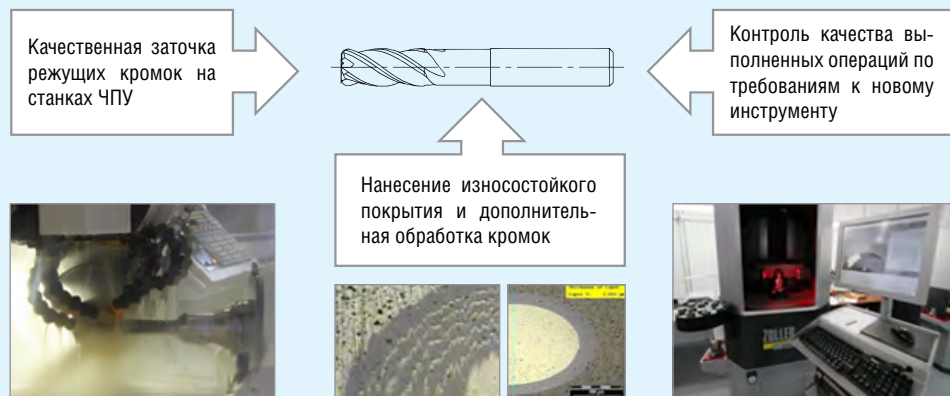 Качественная заточка
режущих кромок на
станках ЧПУ
Контроль качества вы-
полненных операций по
требованиям к новому
инструменту
Нанесение износостойкого
покрытия и дополнитель-
ная обработка кромок
ZOLLER